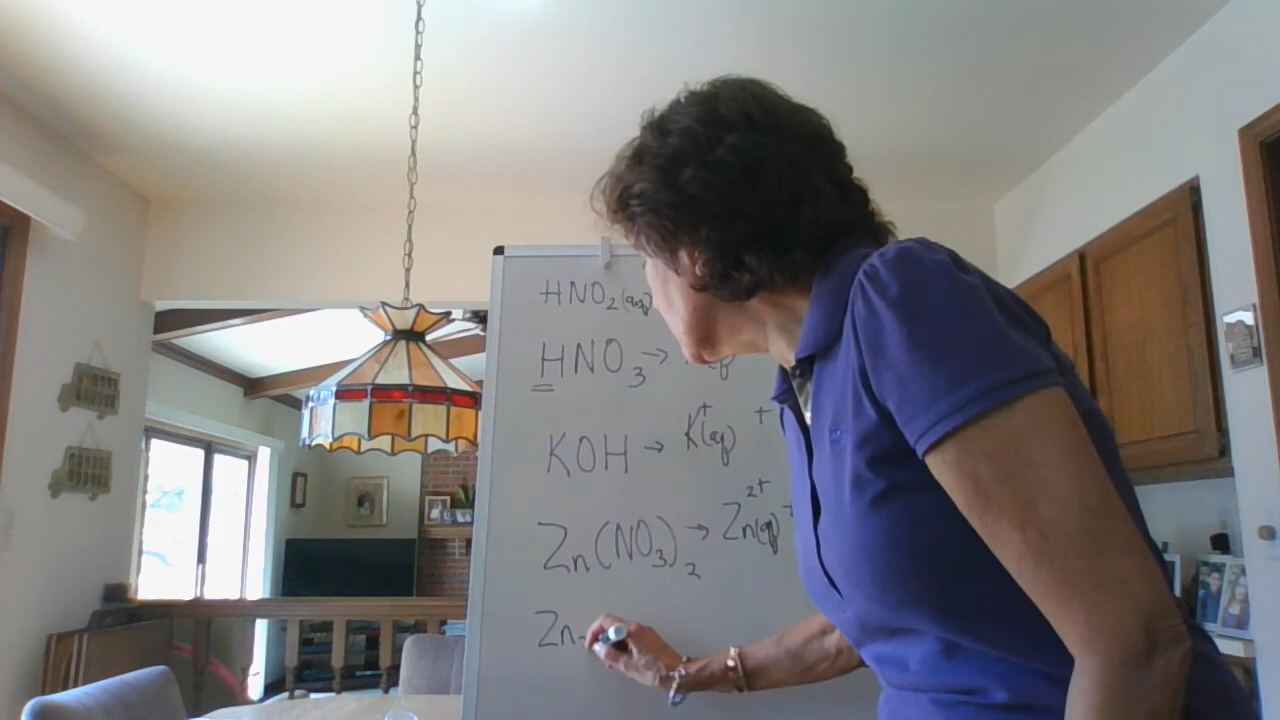 HNO₂(aq)
HNO₃ →
KOH → K⁺(aq) +
Zn(NO₃)₂ → Zn²⁺(aq) +
Zn